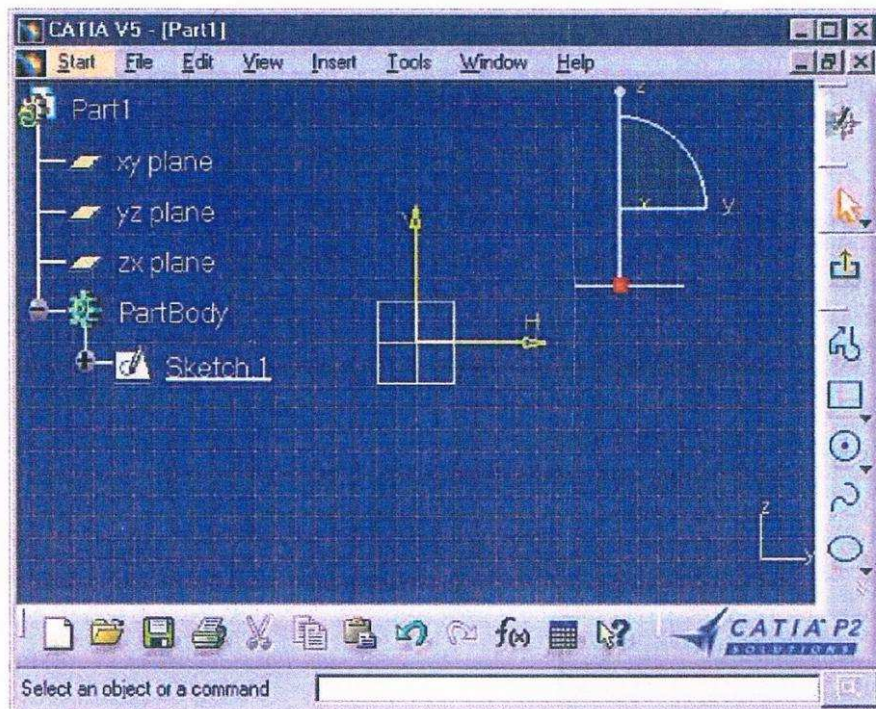 CATIA V5 - [Part1]
Start File Edit View Insert Tools Window Help
Part1
xy plane
yz plane
zx plane
PartBody
Sketch.1
z
x y
V
H
z
y
f(x)
?
CATIA P2
SOLUTIONS
Select an object or a command